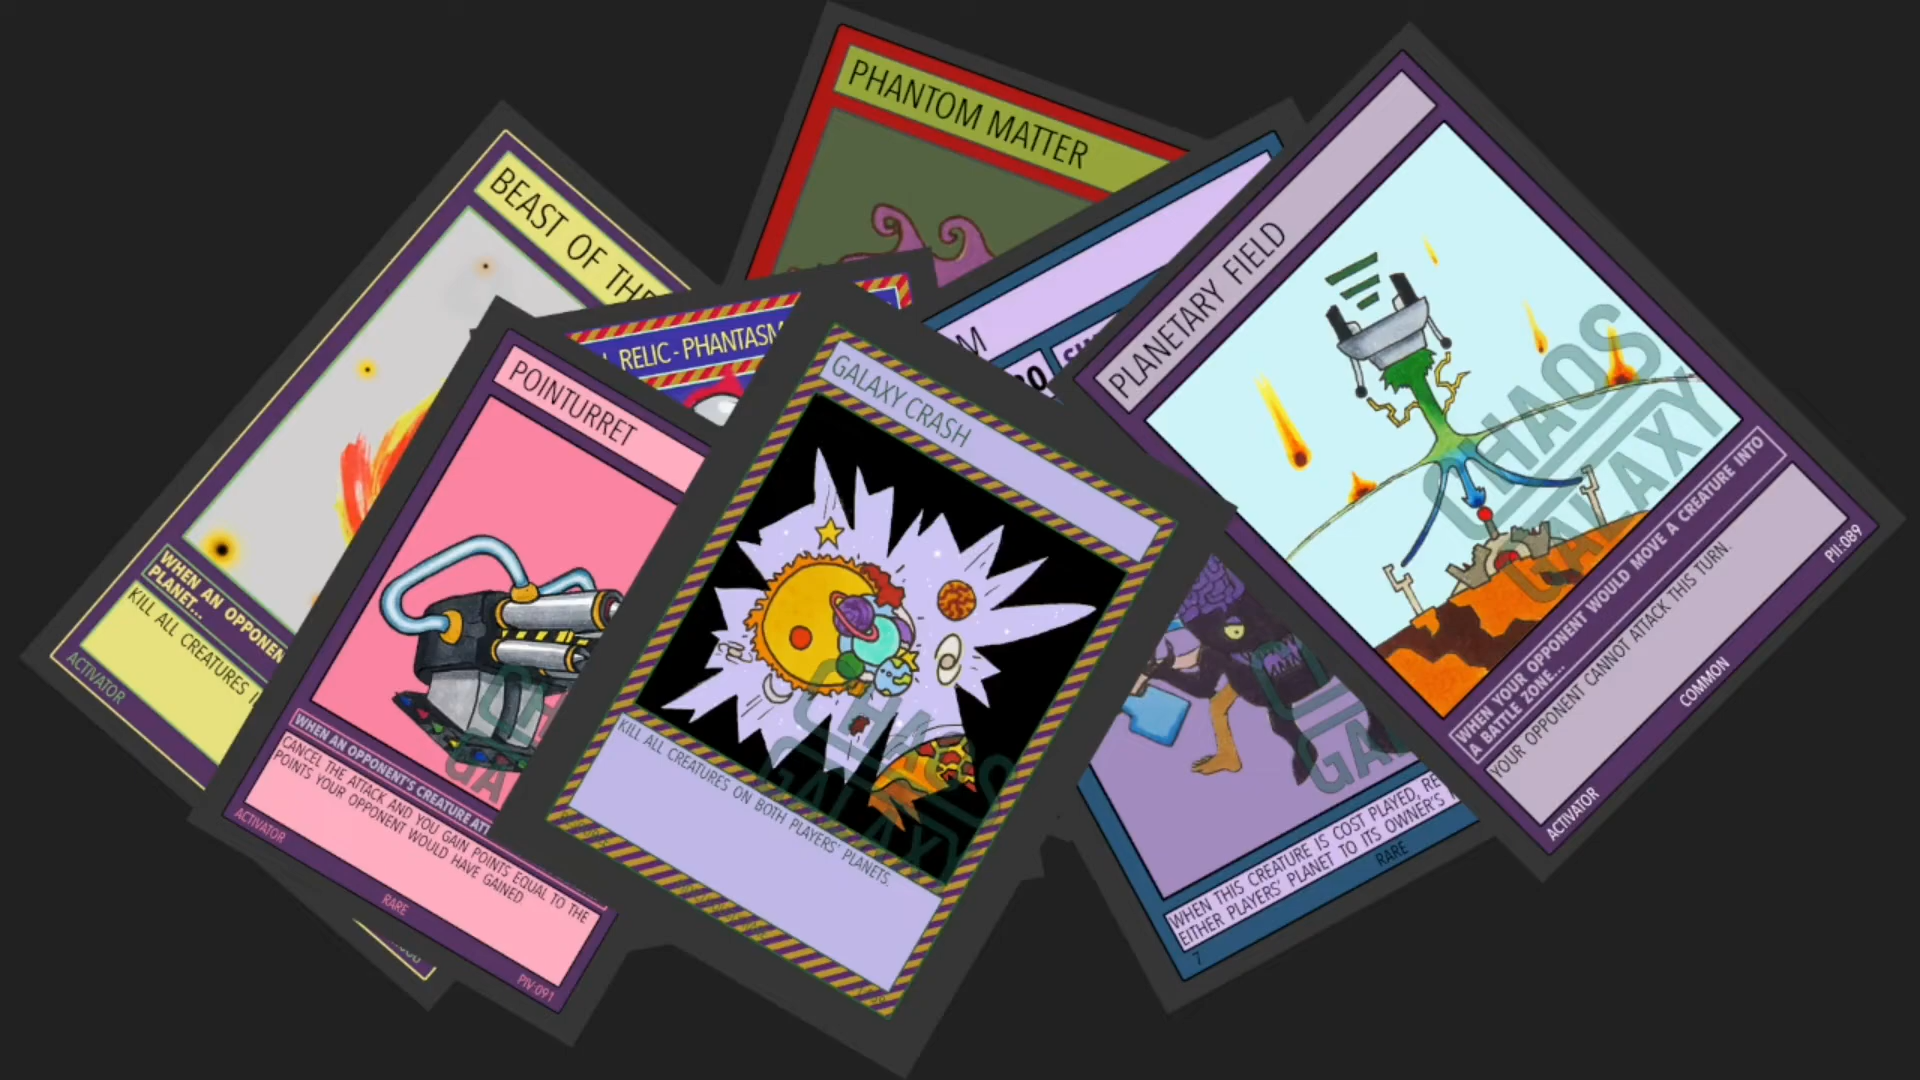 PHANTOM MATTER
BEAST OF THE
WHEN AN OPPONEN
PLANET...
KILL ALL CREATURES
ACTIVATOR
RELIC - PHANTASM
POINTURRET
WHEN AN OPPONENT'S CREATURE ATT
CANCEL THE ATTACK AND YOU GAIN POINTS EQUAL TO THE
POINTS YOUR OPPONENT WOULD HAVE GAINED
ACTIVATOR
RARE
PIV:091
GALAXY CRASH
KILL ALL CREATURES ON BOTH PLAYERS' PLANETS.
CHAOS
GALAXY
WHEN THIS CREATURE IS COST PLAYED, RE
EITHER PLAYERS' PLANET TO ITS OWNER'S
7
RARE
PLANETARY FIELD
CHAOS
GALAXY
WHEN YOUR OPPONENT WOULD MOVE A CREATURE INTO
A BATTLE ZONE...
YOUR OPPONENT CANNOT ATTACK THIS TURN.
ACTIVATOR
COMMON
PII:089